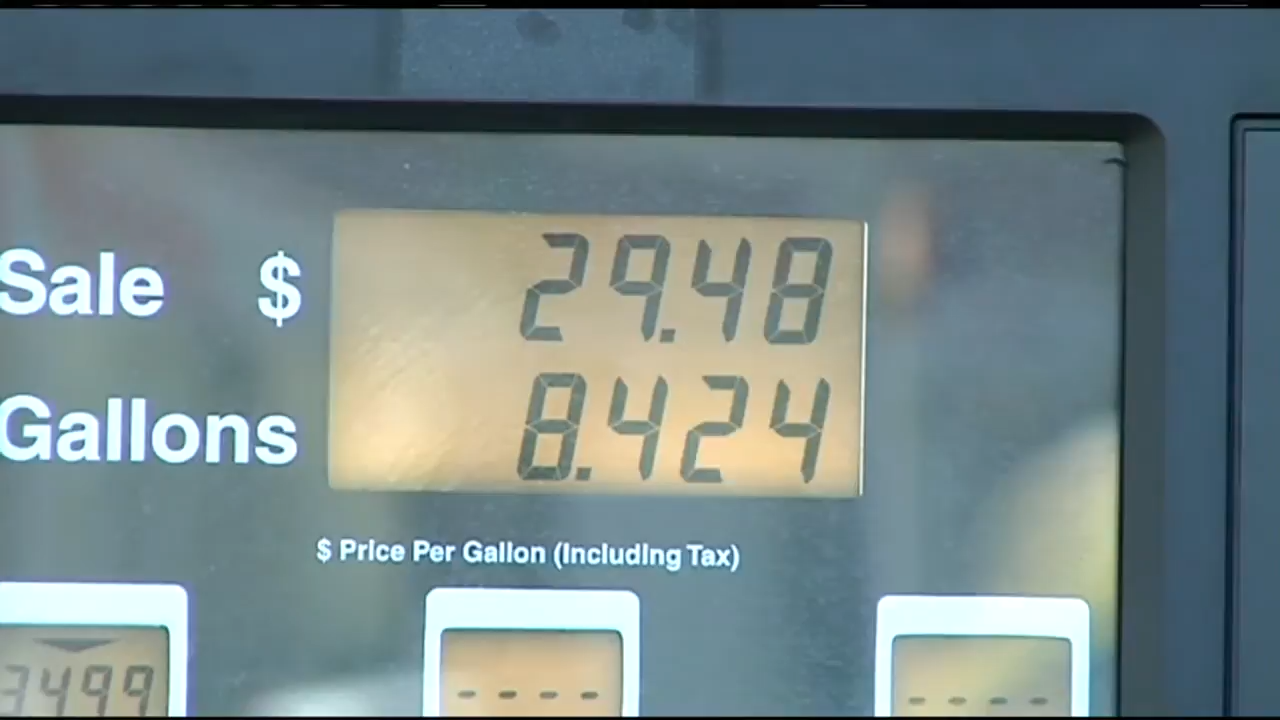 Sale $ 29.48
Gallons 8.424
$ Price Per Gallon (Including Tax)
3499 - - - - - - - -